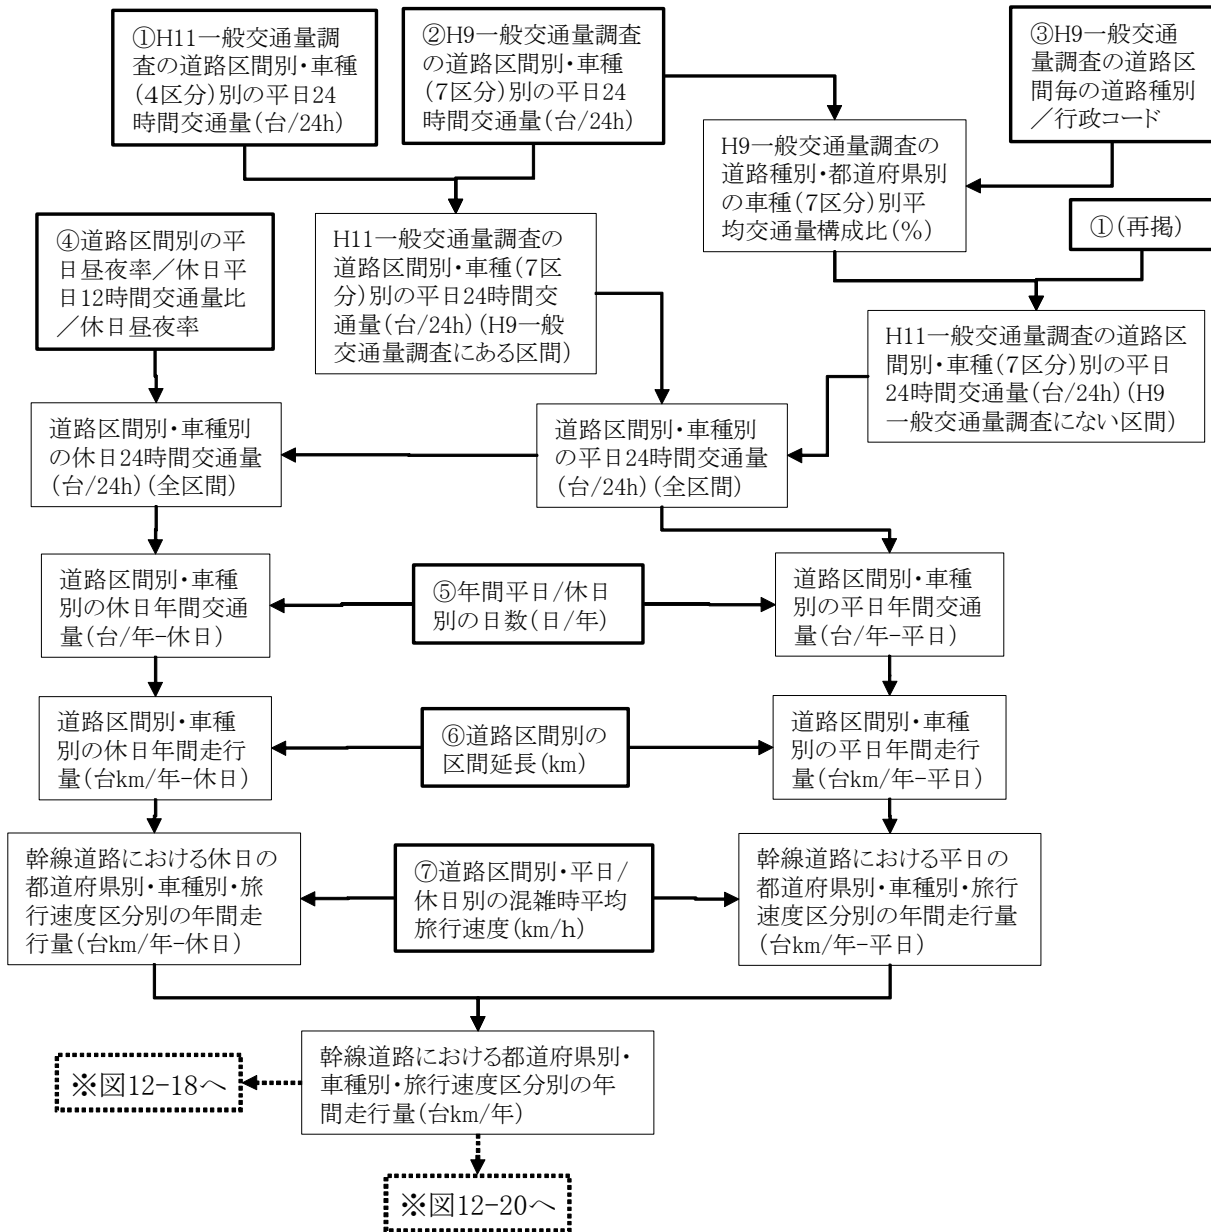 ①H11一般交通量調
査の道路区間別・車種
(4区分)別の平日24
時間交通量(台/24h)
②H9一般交通量調査
の道路区間別・車種
(7区分)別の平日24
時間交通量(台/24h)
③H9一般交通
量調査の道路区
間毎の道路種別
/行政コード
H9一般交通量調査の
道路種別・都道府県別
の車種(7区分)別平
均交通量構成比(%)
①(再掲)
④道路区間別の平
日昼夜率/休日平
日12時間交通量比
/休日昼夜率
H11一般交通量調査の
道路区間別・車種(7区
分)別の平日24時間交
通量(台/24h)(H9一般
交通量調査にある区間)
H11一般交通量調査の道路区
間別・車種(7区分)別の平日
24時間交通量(台/24h)(H9
一般交通量調査にない区間)
道路区間別・車種別
の休日24時間交通量
(台/24h)(全区間)
道路区間別・車種別
の平日24時間交通量
(台/24h)(全区間)
道路区間別・車種
別の休日年間交通
量(台/年-休日)
⑤年間平日/休日
別の日数(日/年)
道路区間別・車種
別の平日年間交通
量(台/年-平日)
道路区間別・車種
別の休日年間走行
量(台km/年-休日)
⑥道路区間別の
区間延長(km)
道路区間別・車種
別の平日年間走行
量(台km/年-平日)
幹線道路における休日の
都道府県別・車種別・旅
行速度区分別の年間走
行量(台km/年-休日)
⑦道路区間別・平日/
休日別の混雑時平均
旅行速度(km/h)
幹線道路における平日の
都道府県別・車種別・旅行
速度区分別の年間走行量
(台km/年-平日)
幹線道路における都道府県別・
車種別・旅行速度区分別の年
間走行量(台km/年)
※図12-18へ
※図12-20へ